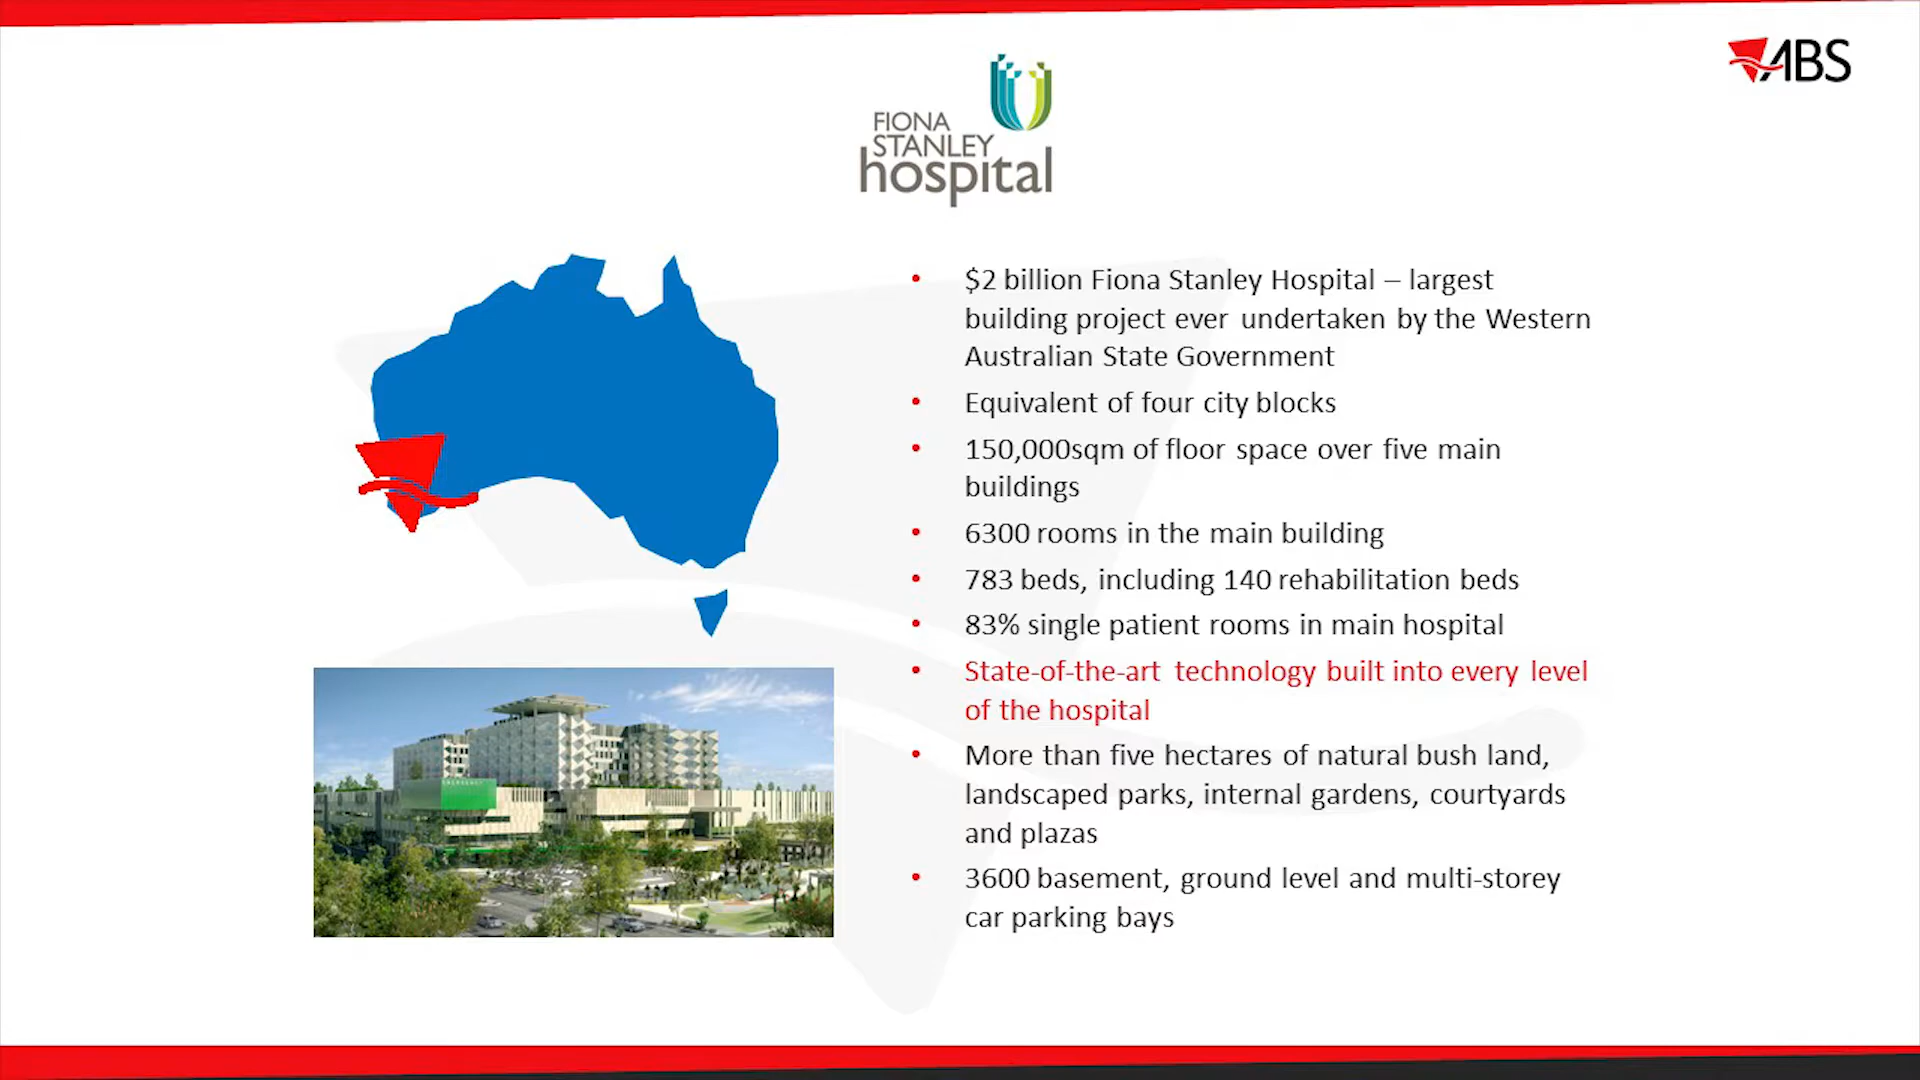 ABS
FIONA
STANLEY
hospital
• $2 billion Fiona Stanley Hospital – largest
building project ever undertaken by the Western
Australian State Government
• Equivalent of four city blocks
• 150,000sqm of floor space over five main
buildings
• 6300 rooms in the main building
• 783 beds, including 140 rehabilitation beds
• 83% single patient rooms in main hospital
• State-of-the-art technology built into every level
of the hospital
• More than five hectares of natural bush land,
landscaped parks, internal gardens, courtyards
and plazas
• 3600 basement, ground level and multi-storey
car parking bays
EMERGENCY